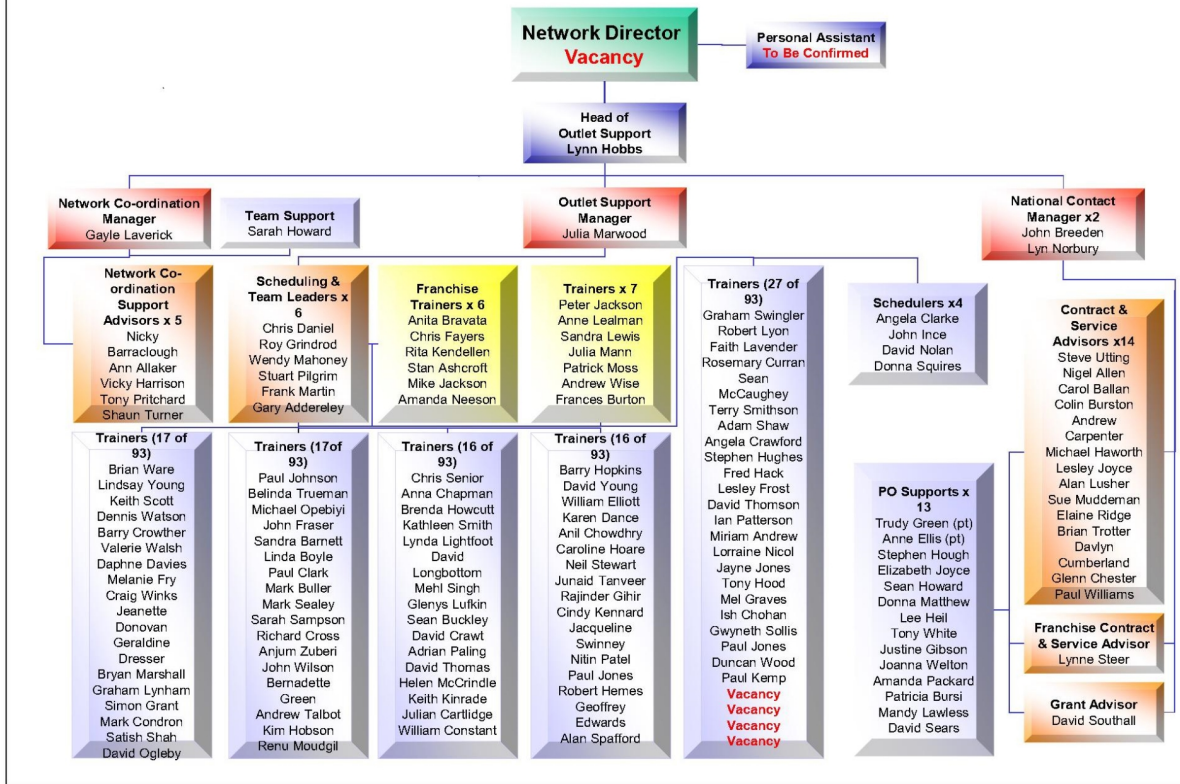 Network Director
Vacancy
Personal Assistant
To Be Confirmed
Head of
Outlet Support
Lynn Hobbs
Network Co-ordination
Manager
Gayle Laverick
Team Support
Sarah Howard
Outlet Support
Manager
Julia Marwood
National Contact
Manager x2
John Breeden
Lyn Norbury
Network Co-
ordination
Support
Advisors x 5
Nicky
Barraclough
Ann Allaker
Vicky Harrison
Tony Pritchard
Shaun Turner
Scheduling &
Team Leaders x
6
Chris Daniel
Roy Grindrod
Wendy Mahoney
Stuart Pilgrim
Frank Martin
Gary Addereley
Franchise
Trainers x 6
Anita Bravata
Chris Fayers
Rita Kendellen
Stan Ashcroft
Mike Jackson
Amanda Neeson
Trainers x 7
Peter Jackson
Anne Lealman
Sandra Lewis
Julia Mann
Patrick Moss
Andrew Wise
Frances Burton
Trainers (27 of
93)
Graham Swingler
Robert Lyon
Faith Lavender
Rosemary Curran
Sean
McCaughey
Terry Smithson
Adam Shaw
Angela Crawford
Stephen Hughes
Fred Hack
Lesley Frost
David Thomson
Ian Patterson
Miriam Andrew
Lorraine Nicol
Jayne Jones
Tony Hood
Mel Graves
Ish Chohan
Gwyneth Sollis
Paul Jones
Duncan Wood
Paul Kemp
Vacancy
Vacancy
Vacancy
Vacancy
Schedulers x4
Angela Clarke
John Ince
David Nolan
Donna Squires
Contract &
Service
Advisors x14
Steve Utting
Nigel Allen
Carol Ballan
Colin Burston
Andrew
Carpenter
Michael Haworth
Lesley Joyce
Alan Lusher
Sue Muddeman
Elaine Ridge
Brian Trotter
Davlyn
Cumberland
Glenn Chester
Paul Williams
Trainers (17 of
93)
Brian Ware
Lindsay Young
Keith Scott
Dennis Watson
Barry Crowther
Valerie Walsh
Daphne Davies
Melanie Fry
Craig Winks
Jeanette
Donovan
Geraldine
Dresser
Bryan Marshall
Graham Lynham
Simon Grant
Mark Condron
Satish Shah
David Ogleby
Trainers (17of
93)
Paul Johnson
Belinda Trueman
Michael Opebiyi
John Fraser
Sandra Barnett
Linda Boyle
Paul Clark
Mark Buller
Mark Sealey
Sarah Sampson
Richard Cross
Anjum Zuberi
John Wilson
Bernadette
Green
Andrew Talbot
Kim Hobson
Renu Moudgil
Trainers (16 of
93)
Chris Senior
Anna Chapman
Brenda Howcutt
Kathleen Smith
Lynda Lightfoot
David
Longbottom
Mehl Singh
Glenys Lufkin
Sean Buckley
David Crawt
Adrian Paling
David Thomas
Helen McCrindle
Keith Kinrade
Julian Cartlidge
William Constant
Trainers (16 of
93)
Barry Hopkins
David Young
William Elliott
Karen Dance
Anil Chowdhry
Caroline Hoare
Neil Stewart
Junaid Tanveer
Rajinder Gihir
Cindy Kennard
Jacqueline
Swinney
Nitin Patel
Paul Jones
Robert Hemes
Geoffrey
Edwards
Alan Spafford
PO Supports x
13
Trudy Green (pt)
Anne Ellis (pt)
Stephen Hough
Elizabeth Joyce
Sean Howard
Donna Matthew
Lee Heil
Tony White
Justine Gibson
Joanna Welton
Amanda Packard
Patricia Bursi
Mandy Lawless
David Sears
Franchise Contract
& Service Advisor
Lynne Steer
Grant Advisor
David Southall